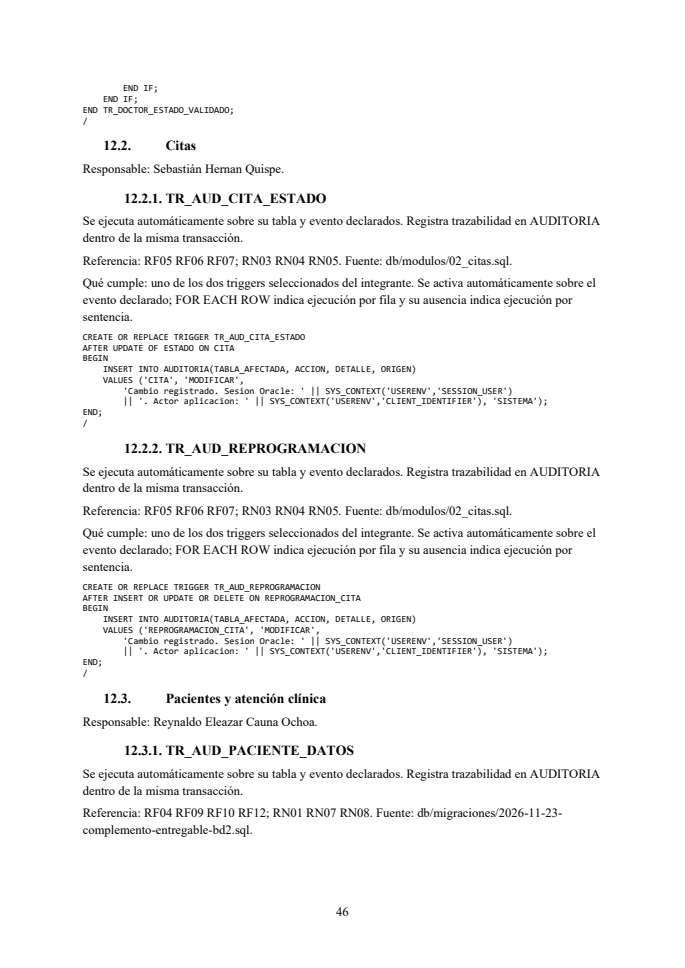 END IF;
    END IF;
END TR_DOCTOR_ESTADO_VALIDADO;
/
12.2. Citas
Responsable: Sebastián Hernan Quispe.
12.2.1. TR_AUD_CITA_ESTADO
Se ejecuta automáticamente sobre su tabla y evento declarados. Registra trazabilidad en AUDITORIA
dentro de la misma transacción.
Referencia: RF05 RF06 RF07; RN03 RN04 RN05. Fuente: db/modulos/02_citas.sql.
Qué cumple: uno de los dos triggers seleccionados del integrante. Se activa automáticamente sobre el
evento declarado; FOR EACH ROW indica ejecución por fila y su ausencia indica ejecución por
sentencia.
CREATE OR REPLACE TRIGGER TR_AUD_CITA_ESTADO
AFTER UPDATE OF ESTADO ON CITA
BEGIN
    INSERT INTO AUDITORIA(TABLA_AFECTADA, ACCION, DETALLE, ORIGEN)
    VALUES ('CITA', 'MODIFICAR',
        'Cambio registrado. Sesion Oracle: ' || SYS_CONTEXT('USERENV','SESSION_USER')
        || '. Actor aplicacion: ' || SYS_CONTEXT('USERENV','CLIENT_IDENTIFIER'), 'SISTEMA');
END;
/
12.2.2. TR_AUD_REPROGRAMACION
Se ejecuta automáticamente sobre su tabla y evento declarados. Registra trazabilidad en AUDITORIA
dentro de la misma transacción.
Referencia: RF05 RF06 RF07; RN03 RN04 RN05. Fuente: db/modulos/02_citas.sql.
Qué cumple: uno de los dos triggers seleccionados del integrante. Se activa automáticamente sobre el
evento declarado; FOR EACH ROW indica ejecución por fila y su ausencia indica ejecución por
sentencia.
CREATE OR REPLACE TRIGGER TR_AUD_REPROGRAMACION
AFTER INSERT OR UPDATE OR DELETE ON REPROGRAMACION_CITA
BEGIN
    INSERT INTO AUDITORIA(TABLA_AFECTADA, ACCION, DETALLE, ORIGEN)
    VALUES ('REPROGRAMACION_CITA', 'MODIFICAR',
        'Cambio registrado. Sesion Oracle: ' || SYS_CONTEXT('USERENV','SESSION_USER')
        || '. Actor aplicacion: ' || SYS_CONTEXT('USERENV','CLIENT_IDENTIFIER'), 'SISTEMA');
END;
/
12.3. Pacientes y atención clínica
Responsable: Reynaldo Eleazar Cauna Ochoa.
12.3.1. TR_AUD_PACIENTE_DATOS
Se ejecuta automáticamente sobre su tabla y evento declarados. Registra trazabilidad en AUDITORIA
dentro de la misma transacción.
Referencia: RF04 RF09 RF10 RF12; RN01 RN07 RN08. Fuente: db/migraciones/2026-11-23-
complemento-entregable-bd2.sql.
46